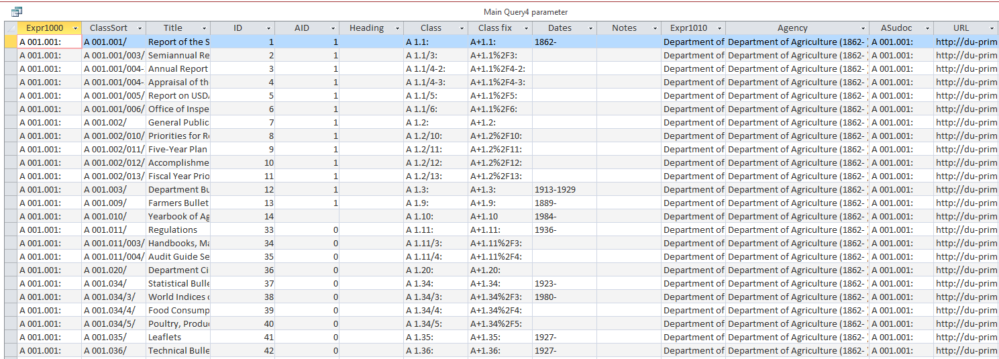 Main Query4 parameter
Expr1000 ClassSort Title ID AID Heading Class Class fix Dates Notes Expr1010 Agency ASudoc URL
A 001.001: A 001.001/ Report of the S 1 1 A 1.1: A+1.1: 1862- Department of Department of Agriculture (1862- ) A 001.001: http://du-prim
A 001.001: A 001.001/003/ Semiannual Re 2 1 A 1.1/3: A+1.1%2F3: Department of Department of Agriculture (1862- ) A 001.001: http://du-prim
A 001.001: A 001.001/004- Annual Report 3 1 A 1.1/4-2: A+1.1%2F4-2: Department of Department of Agriculture (1862- ) A 001.001: http://du-prim
A 001.001: A 001.001/004- Appraisal of th 4 1 A 1.1/4-3: A+1.1%2F4-3: Department of Department of Agriculture (1862- ) A 001.001: http://du-prim
A 001.001: A 001.001/005/ Report on USDA 5 1 A 1.1/5: A+1.1%2F5: Department of Department of Agriculture (1862- ) A 001.001: http://du-prim
A 001.001: A 001.001/006/ Office of Inspe 6 1 A 1.1/6: A+1.1%2F6: Department of Department of Agriculture (1862- ) A 001.001: http://du-prim
A 001.001: A 001.002/ General Public 7 1 A 1.2: A+1.2: Department of Department of Agriculture (1862- ) A 001.001: http://du-prim
A 001.001: A 001.002/010/ Priorities for Re 8 1 A 1.2/10: A+1.2%2F10: Department of Department of Agriculture (1862- ) A 001.001: http://du-prim
A 001.001: A 001.002/011/ Five-Year Plan 9 1 A 1.2/11: A+1.2%2F11: Department of Department of Agriculture (1862- ) A 001.001: http://du-prim
A 001.001: A 001.002/012/ Accomplishme 10 1 A 1.2/12: A+1.2%2F12: Department of Department of Agriculture (1862- ) A 001.001: http://du-prim
A 001.001: A 001.002/013/ Fiscal Year Prio 11 1 A 1.2/13: A+1.2%2F13: Department of Department of Agriculture (1862- ) A 001.001: http://du-prim
A 001.001: A 001.003/ Department Bu 12 1 A 1.3: A+1.3: 1913-1929 Department of Department of Agriculture (1862- ) A 001.001: http://du-prim
A 001.001: A 001.009/ Farmers Bullet 13 1 A 1.9: A+1.9: 1889- Department of Department of Agriculture (1862- ) A 001.001: http://du-prim
A 001.001: A 001.010/ Yearbook of Ag 14 A 1.10: A+1.10 1984- Department of Department of Agriculture (1862- ) A 001.001: http://du-prim
A 001.001: A 001.011/ Regulations 33 0 A 1.11: A+1.11: 1936- Department of Department of Agriculture (1862- ) A 001.001: http://du-prim
A 001.001: A 001.011/003/ Handbooks, Ma 34 0 A 1.11/3: A+1.11%2F3: Department of Department of Agriculture (1862- ) A 001.001: http://du-prim
A 001.001: A 001.011/004/ Audit Guide Se 35 0 A 1.11/4: A+1.11%2F4: Department of Department of Agriculture (1862- ) A 001.001: http://du-prim
A 001.001: A 001.020/ Department Ci 36 0 A 1.20: A+1.20: Department of Department of Agriculture (1862- ) A 001.001: http://du-prim
A 001.001: A 001.034/ Statistical Bulle 37 0 A 1.34: A+1.34: 1923- Department of Department of Agriculture (1862- ) A 001.001: http://du-prim
A 001.001: A 001.034/3/ World Indices o 38 0 A 1.34/3: A+1.34%2F3: 1980- Department of Department of Agriculture (1862- ) A 001.001: http://du-prim
A 001.001: A 001.034/4/ Food Consump 39 0 A 1.34/4: A+1.34%2F4: Department of Department of Agriculture (1862- ) A 001.001: http://du-prim
A 001.001: A 001.034/5/ Poultry, Produ 40 0 A 1.34/5: A+1.34%2F5: Department of Department of Agriculture (1862- ) A 001.001: http://du-prim
A 001.001: A 001.035/ Leaflets 41 0 A 1.35: A+1.35: 1927- Department of Department of Agriculture (1862- ) A 001.001: http://du-prim
A 001.001: A 001.036/ Technical Bulle 42 0 A 1.36: A+1.36: 1927- Department of Department of Agriculture (1862- ) A 001.001: http://du-prim